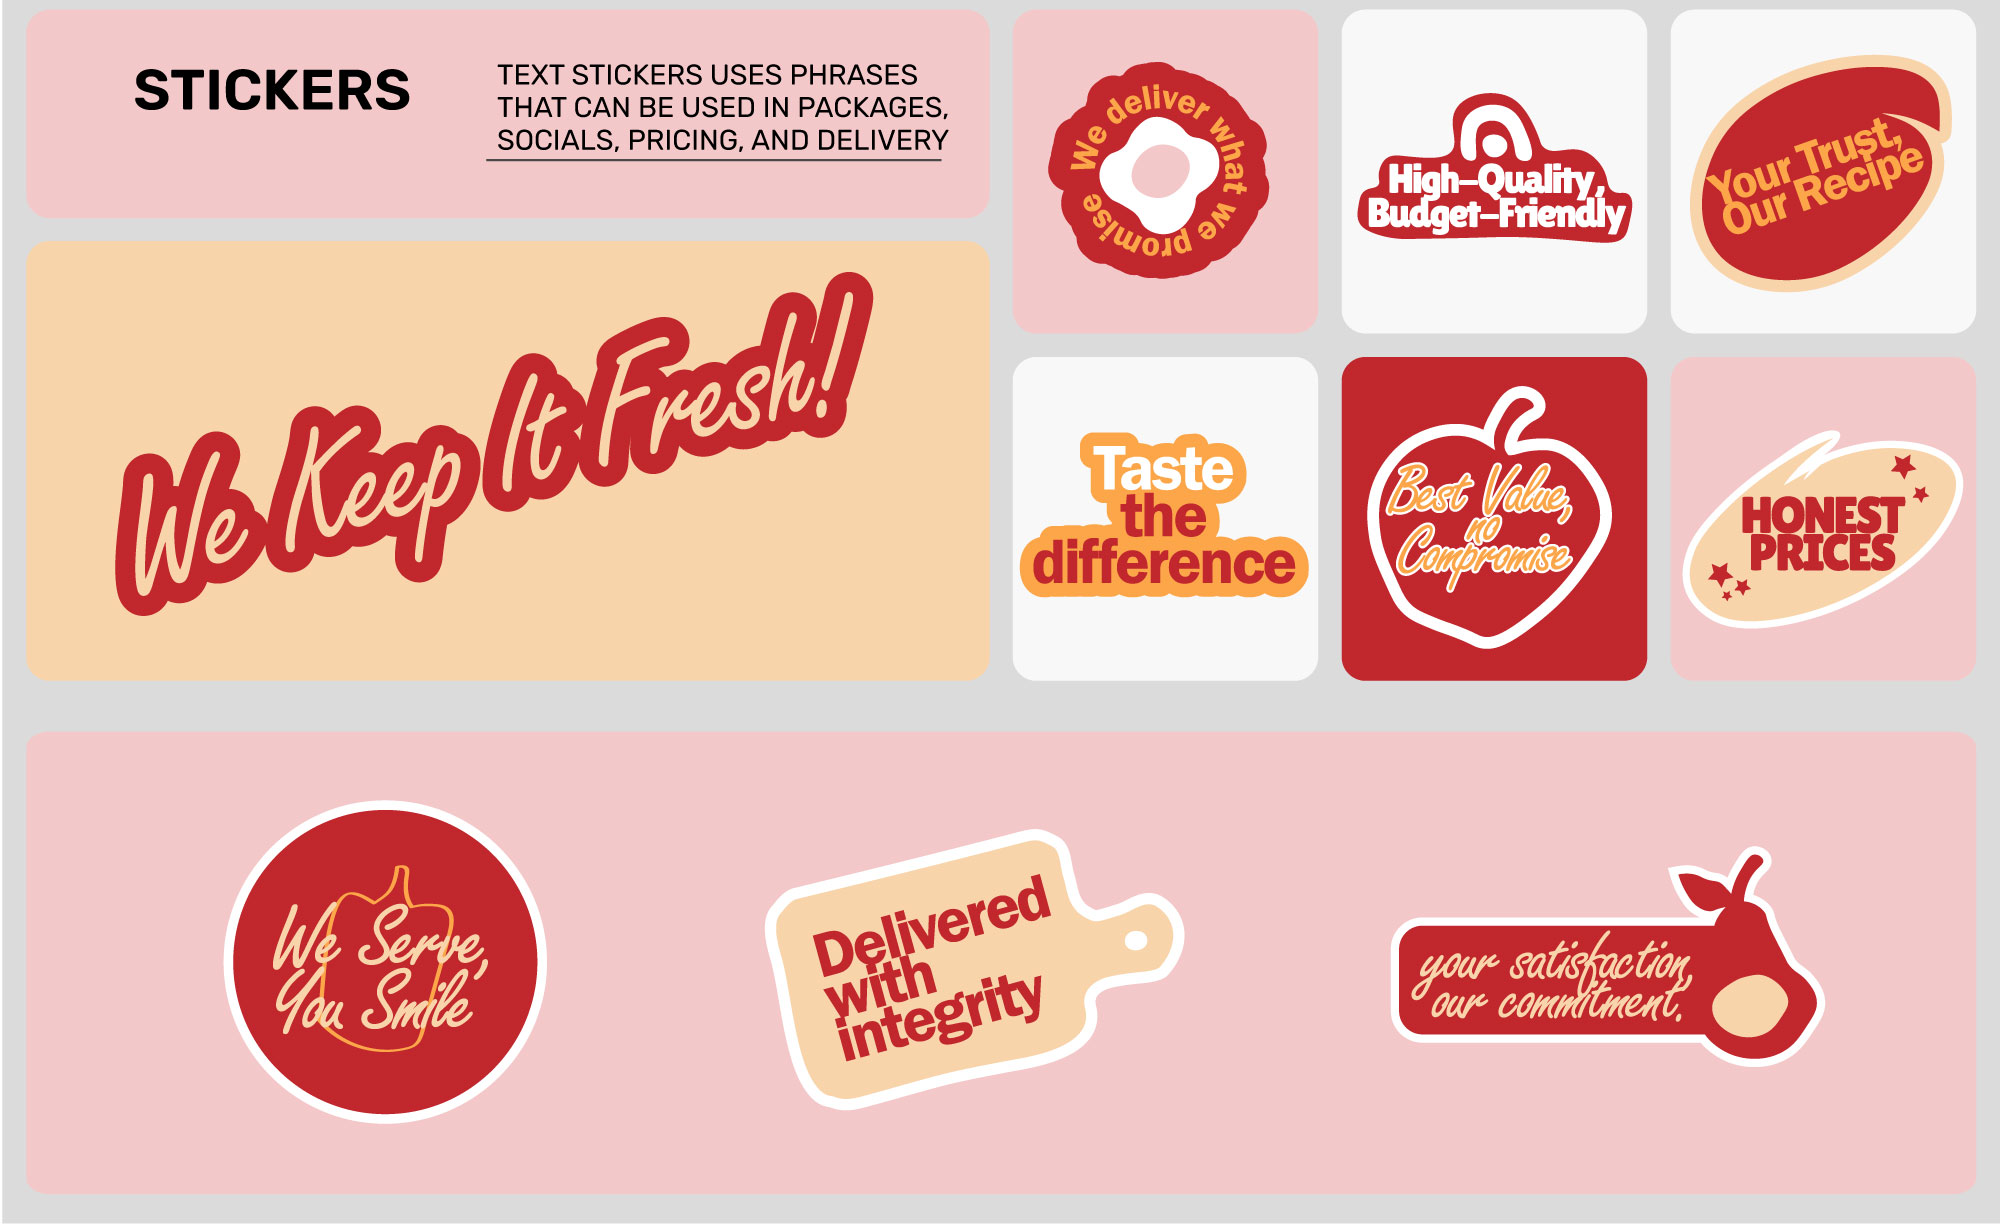 STICKERS
TEXT STICKERS USES PHRASES
THAT CAN BE USED IN PACKAGES,
SOCIALS, PRICING, AND DELIVERY
We Keep It Fresh!
We deliver what we promise
High-Quality,
Budget-Friendly
Your Trust,
Our Recipe
Taste
the
difference
Best Value,
no
Compromise
HONEST
PRICES
We Serve,
You Smile
Delivered
with
integrity
your satisfaction,
our commitment.